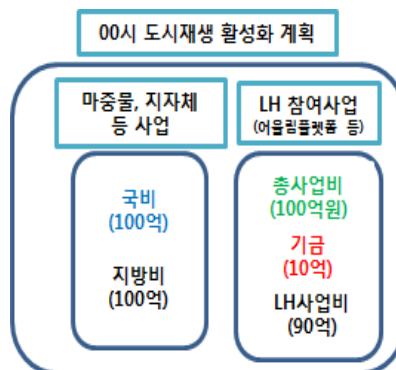 00시 도시재생 활성화 계획
마중물, 지자체
등 사업
국비
(100억)
지방비
(100억)
LH 참여사업
(어울림플랫폼 등)
총사업비
(100억원)
기금
(10억)
LH사업비
(90억)